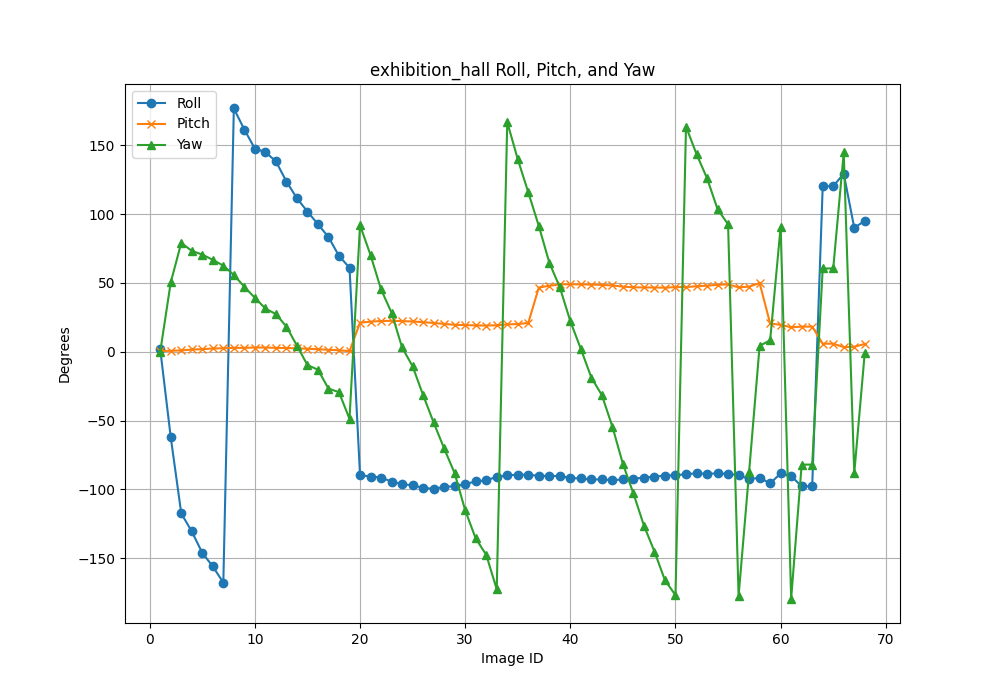 exhibition_hall Roll, Pitch, and Yaw
Roll
Pitch
Yaw
150
100
50
0
−50
−100
−150
Degrees
0 10 20 30 40 50 60 70
Image ID